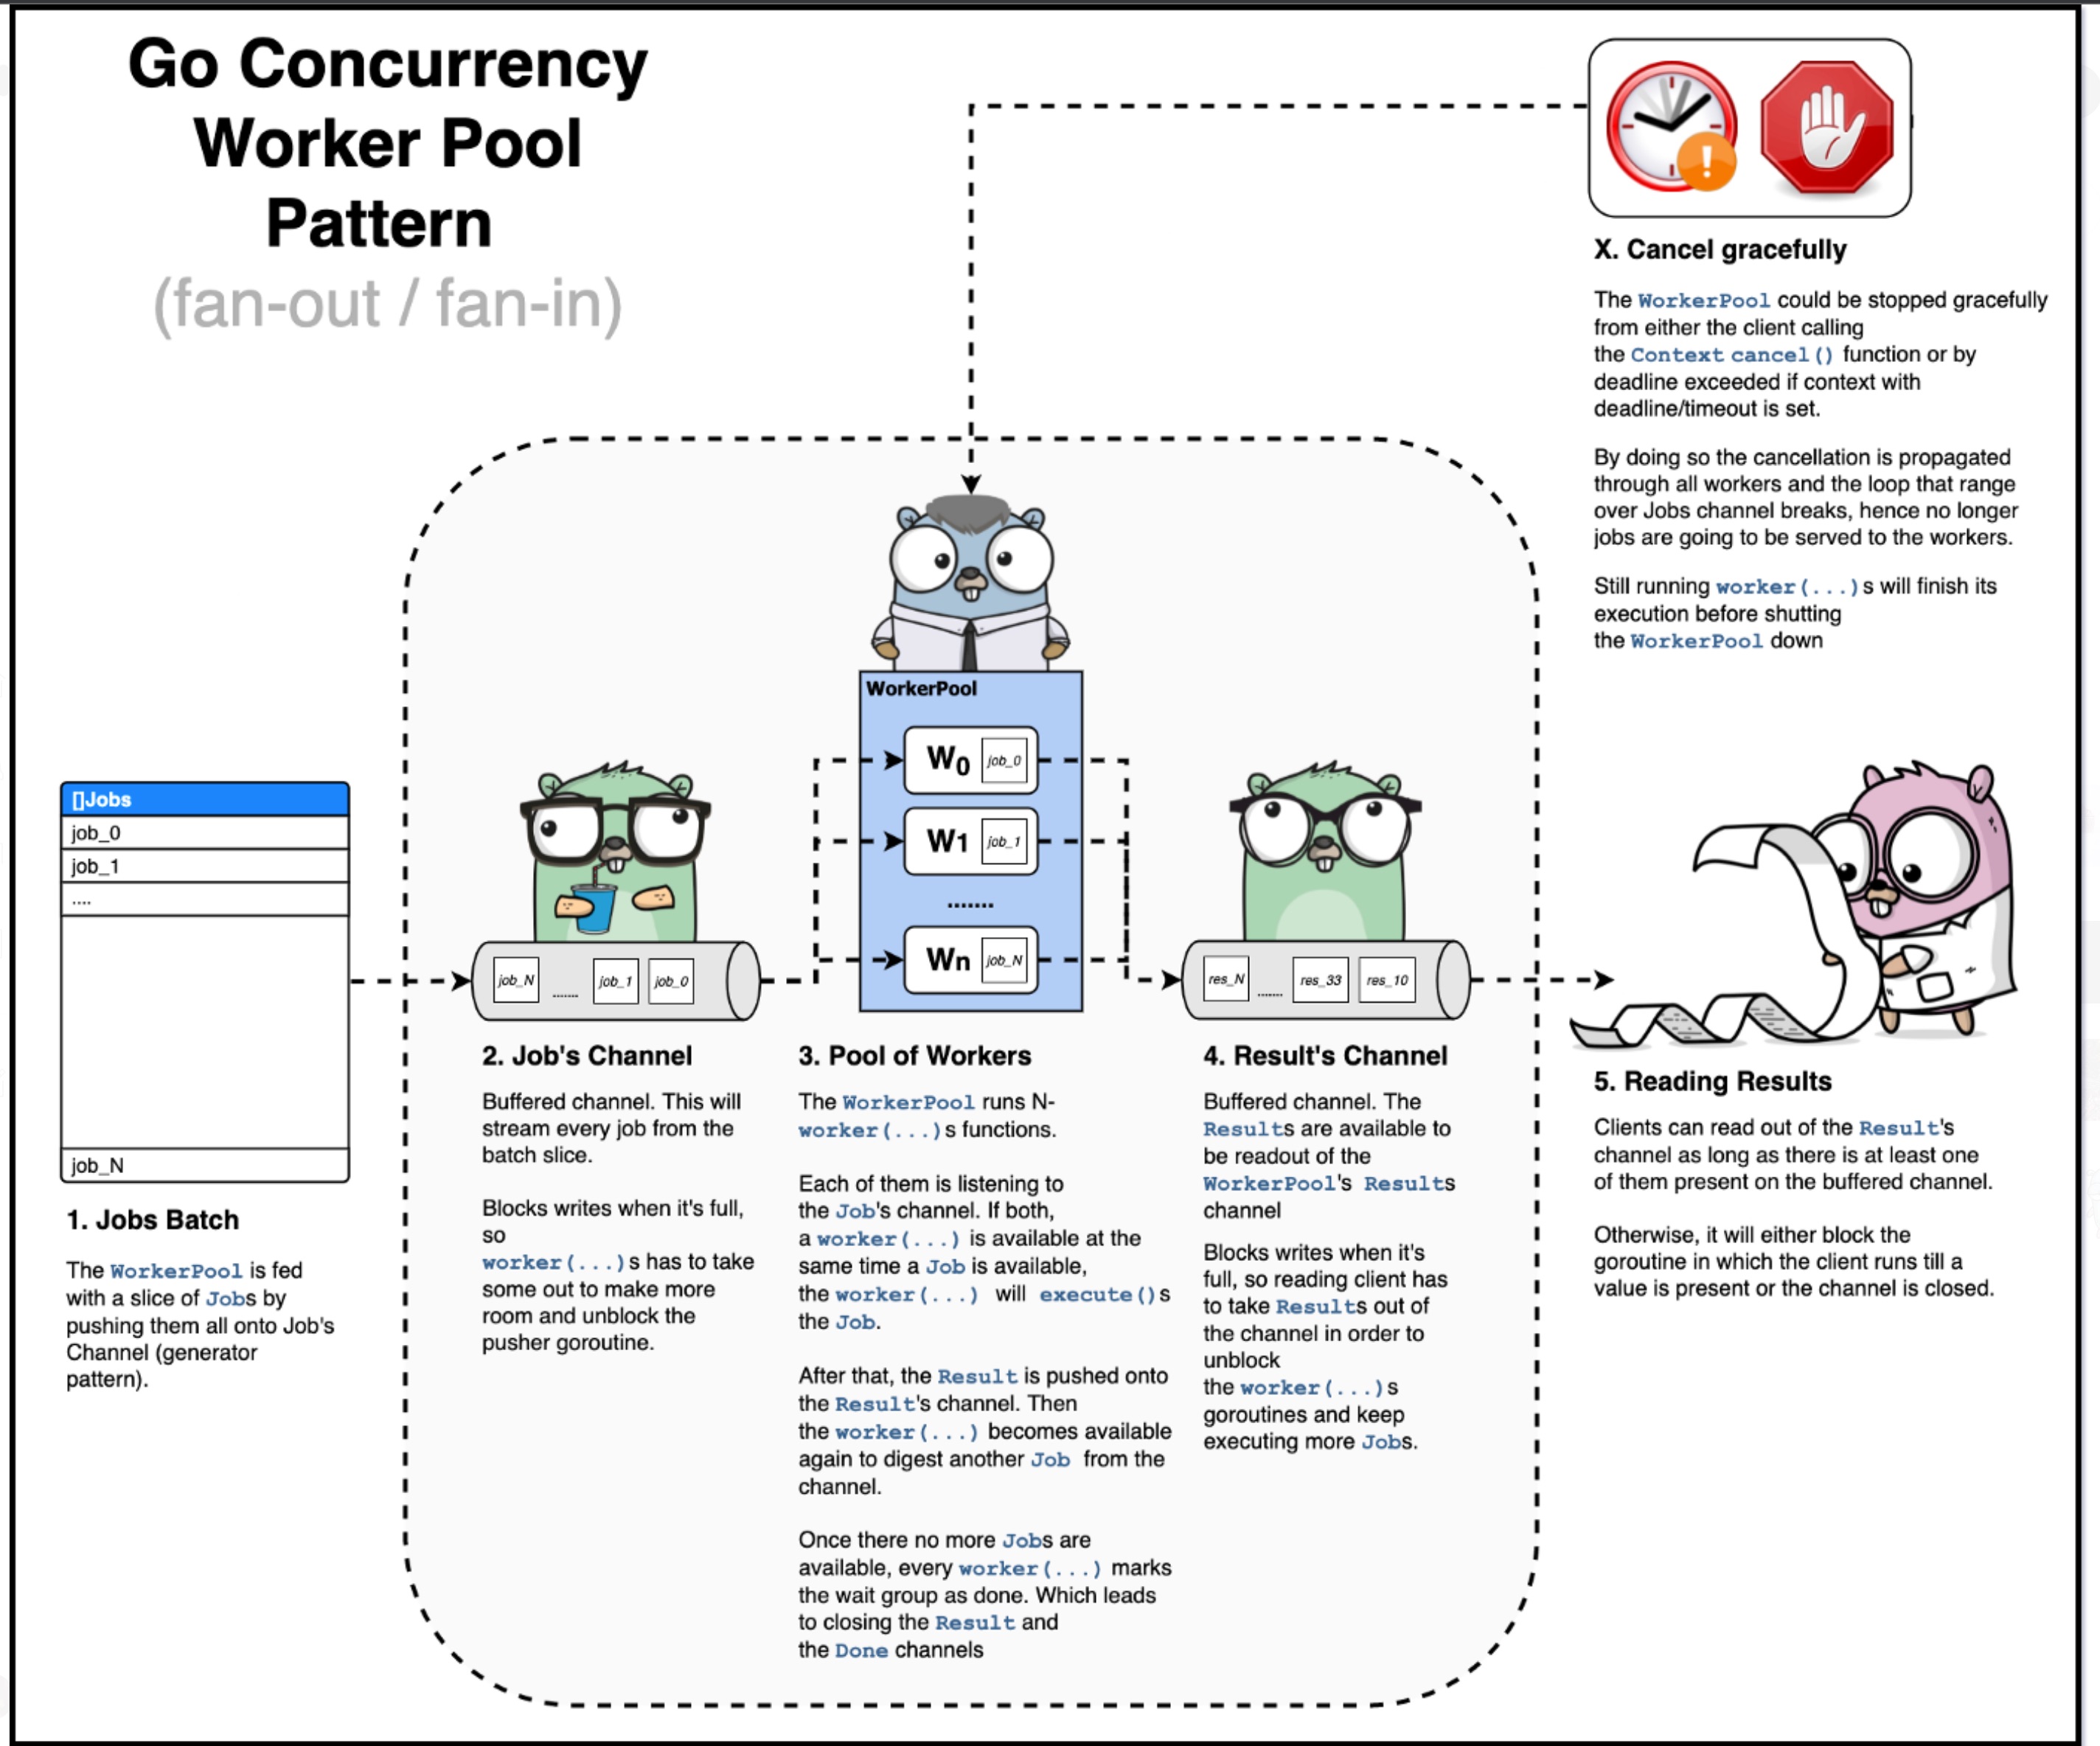 Go Concurrency
Worker Pool
Pattern
(fan-out / fan-in)
X. Cancel gracefully
The WorkerPool could be stopped gracefully
from either the client calling
the Context cancel() function or by
deadline exceeded if context with
deadline/timeout is set.
By doing so the cancellation is propagated
through all workers and the loop that range
over Jobs channel breaks, hence no longer
jobs are going to be served to the workers.
Still running worker(...)s will finish its
execution before shutting
the WorkerPool down
[]Jobs
job_0
job_1
....
job_N
1. Jobs Batch
The WorkerPool is fed
with a slice of Jobs by
pushing them all onto Job's
Channel (generator
pattern).
job_N ....... job_1 job_0
2. Job's Channel
Buffered channel. This will
stream every job from the
batch slice.
Blocks writes when it's full,
so
worker(...)s has to take
some out to make more
room and unblock the
pusher goroutine.
WorkerPool
W0 job_0
W1 job_1
.......
Wn job_N
3. Pool of Workers
The WorkerPool runs N-
worker(...)s functions.
Each of them is listening to
the Job's channel. If both,
a worker(...) is available at the
same time a Job is available,
the worker(...) will execute()s
the Job.
After that, the Result is pushed onto
the Result's channel. Then
the worker(...) becomes available
again to digest another Job from the
channel.
Once there no more Jobs are
available, every worker(...) marks
the wait group as done. Which leads
to closing the Result and
the Done channels
res_N ....... res_33 res_10
4. Result's Channel
Buffered channel. The
Results are available to
be readout of the
WorkerPool's Results
channel
Blocks writes when it's
full, so reading client has
to take Results out of
the channel in order to
unblock
the worker(...)s
goroutines and keep
executing more Jobs.
5. Reading Results
Clients can read out of the Result's
channel as long as there is at least one
of them present on the buffered channel.
Otherwise, it will either block the
goroutine in which the client runs till a
value is present or the channel is closed.